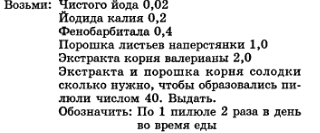 Возьми: Чистого йода 0,02
Йодида калия 0,2
Фенобарбитала 0,4
Порошка листьев наперстянки 1,0
Экстракта корня валерианы 2,0
Экстракта и порошка корня солодки
сколько нужно, чтобы образовались пи-
люли числом 40. Выдать.
Обозначить: По 1 пилюле 2 раза в день
во время еды